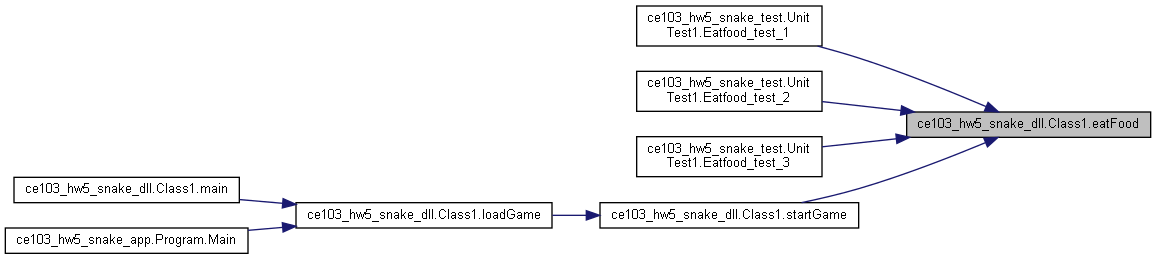 ce103_hw5_snake_test.Unit
Test1.Eatfood_test_1
ce103_hw5_snake_test.Unit
Test1.Eatfood_test_2
ce103_hw5_snake_dll.Class1.eatFood
ce103_hw5_snake_test.Unit
Test1.Eatfood_test_3
ce103_hw5_snake_dll.Class1.main
ce103_hw5_snake_dll.Class1.loadGame
ce103_hw5_snake_dll.Class1.startGame
ce103_hw5_snake_app.Program.Main